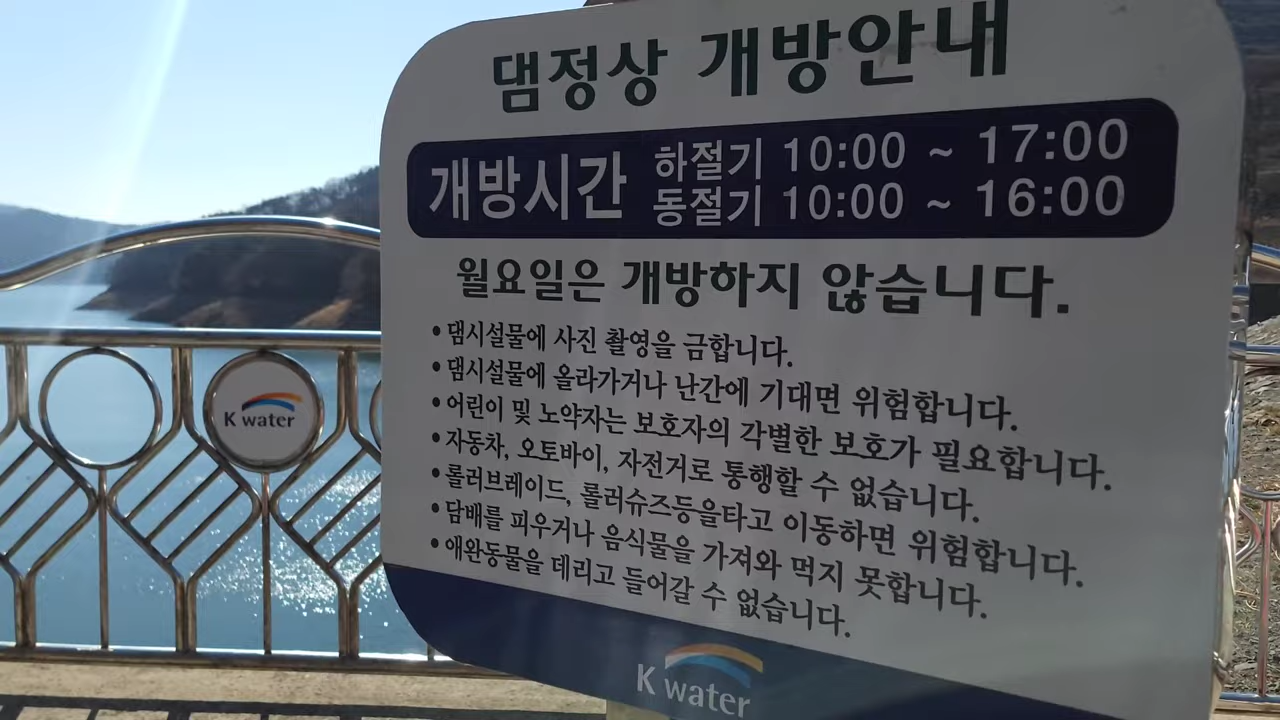 댐정상 개방안내
개방시간 하절기 10:00 ~ 17:00
동절기 10:00 ~ 16:00
월요일은 개방하지 않습니다.
• 댐시설물에 사진 촬영을 금합니다.
• 댐시설물에 올라가거나 난간에 기대면 위험합니다.
• 어린이 및 노약자는 보호자의 각별한 보호가 필요합니다.
• 자동차, 오토바이, 자전거로 통행할 수 없습니다.
• 롤러브레이드, 롤러슈즈등을타고 이동하면 위험합니다.
• 담배를 피우거나 음식물을 가져와 먹지 못합니다.
• 애완동물을 데리고 들어갈 수 없습니다.
K water
K water